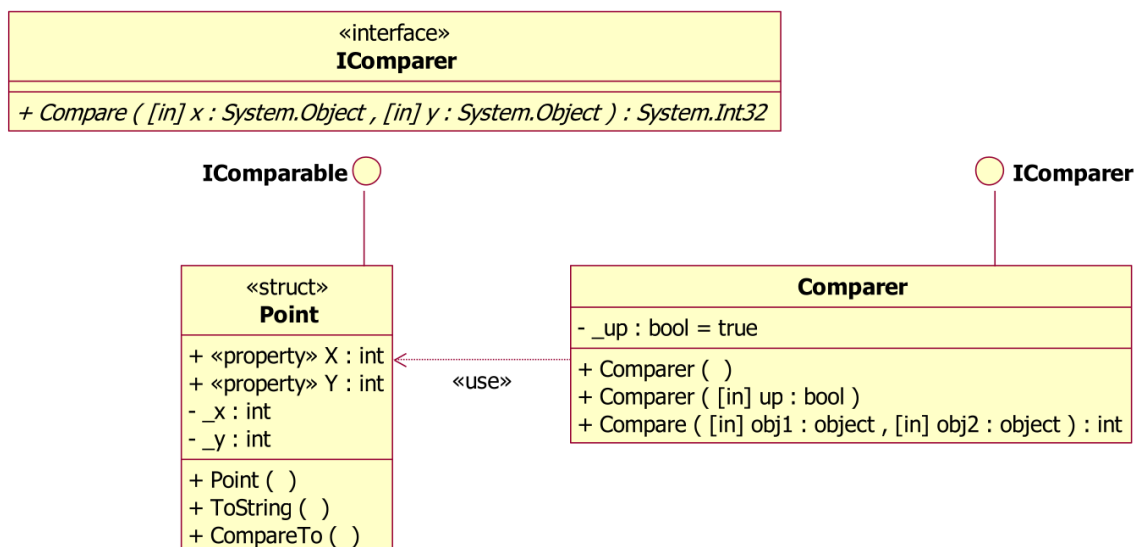 «interface»
IComparer
+ Compare ( [in] x : System.Object , [in] y : System.Object ) : System.Int32
IComparable
IComparer
«struct»
Point
+ «property» X : int
+ «property» Y : int
- _x : int
- _y : int
+ Point ( )
+ ToString ( )
+ CompareTo ( )
«use»
Comparer
- _up : bool = true
+ Comparer ( )
+ Comparer ( [in] up : bool )
+ Compare ( [in] obj1 : object , [in] obj2 : object ) : int